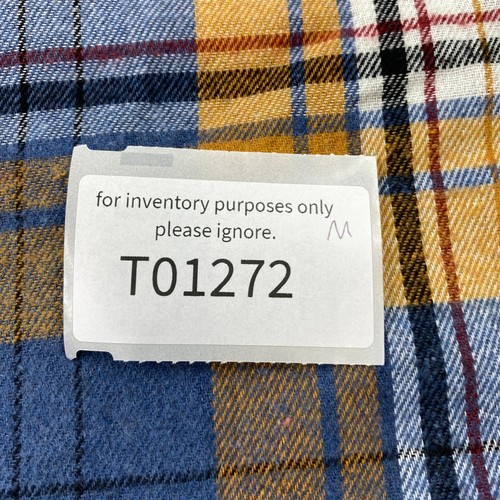 for inventory purposes only
please ignore. M
T01272